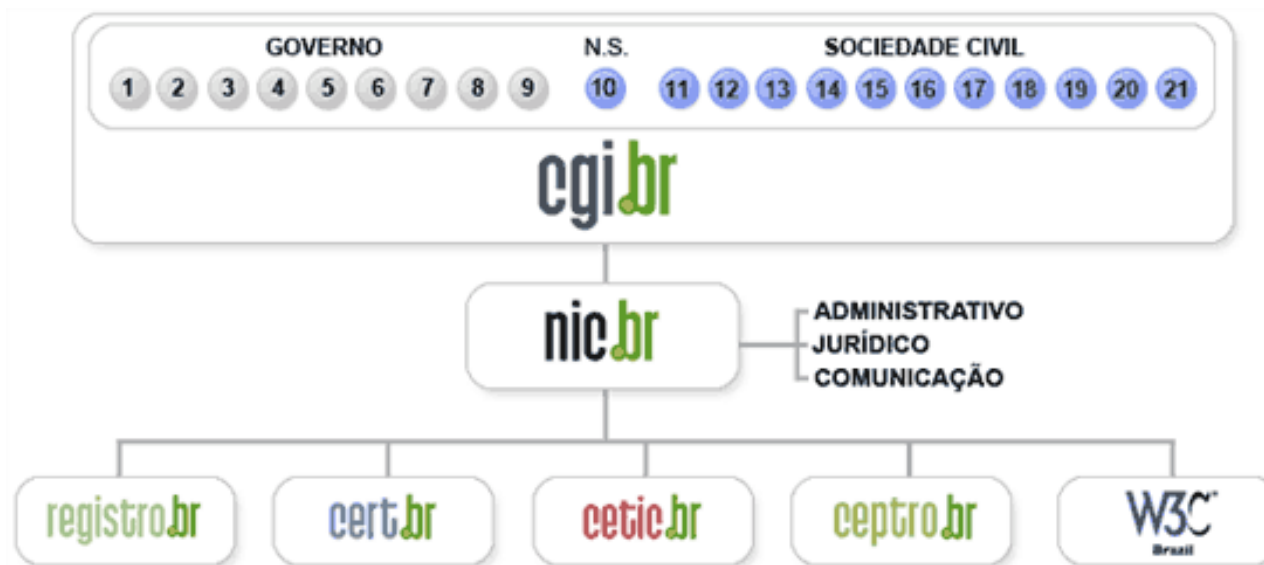 GOVERNO N.S. SOCIEDADE CIVIL
1 2 3 4 5 6 7 8 9 10 11 12 13 14 15 16 17 18 19 20 21
cgi.br
nic.br
ADMINISTRATIVO
JURÍDICO
COMUNICAÇÃO
registro.br cert.br cetic.br ceptro.br W3C
Brazil